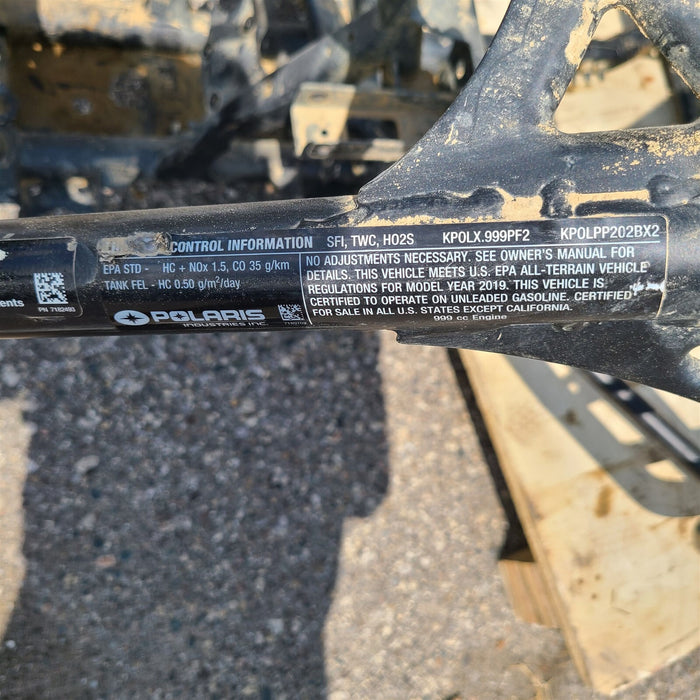 CONTROL INFORMATION SFI, TWC, HO2S KPOLX.999PF2 KPOLPP202BX2
EPA STD - HC + NOx 1.5, CO 35 g/km
TANK FEL - HC 0.50 g/m²/day
POLARIS
INDUSTRIES INC.
NO ADJUSTMENTS NECESSARY. SEE OWNER'S MANUAL FOR
DETAILS. THIS VEHICLE MEETS U.S. EPA ALL-TERRAIN VEHICLE
REGULATIONS FOR MODEL YEAR 2019. THIS VEHICLE IS
CERTIFIED TO OPERATE ON UNLEADED GASOLINE. CERTIFIED
FOR SALE IN ALL U.S. STATES EXCEPT CALIFORNIA.
999 cc Engine
ents